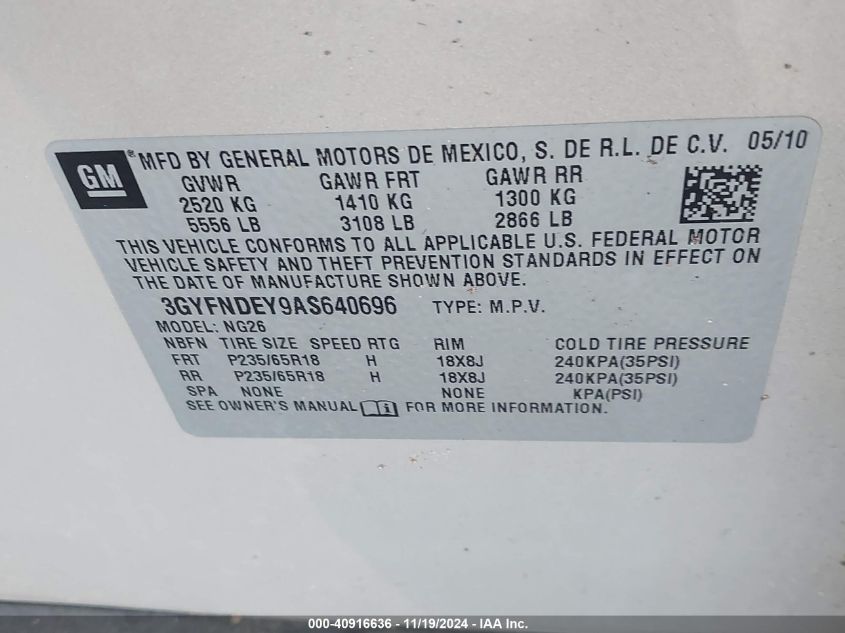 GM ® MFD BY GENERAL MOTORS DE MEXICO, S. DE R.L. DE C.V. 05/10
GVWR GAWR FRT GAWR RR
2520 KG 1410 KG 1300 KG
5556 LB 3108 LB 2866 LB
THIS VEHICLE CONFORMS TO ALL APPLICABLE U.S. FEDERAL MOTOR
VEHICLE SAFETY AND THEFT PREVENTION STANDARDS IN EFFECT ON
THE DATE OF MANUFACTURE SHOWN ABOVE.
3GYFNDEY9AS640696 TYPE: M.P.V.
MODEL: NG26
NBFN TIRE SIZE SPEED RTG RIM COLD TIRE PRESSURE
FRT P235/65R18 H 18X8J 240KPA(35PSI)
RR P235/65R18 H 18X8J 240KPA(35PSI)
SPA NONE NONE KPA(PSI)
SEE OWNER'S MANUAL FOR MORE INFORMATION.
000-40916636 - 11/19/2024 - IAA Inc.